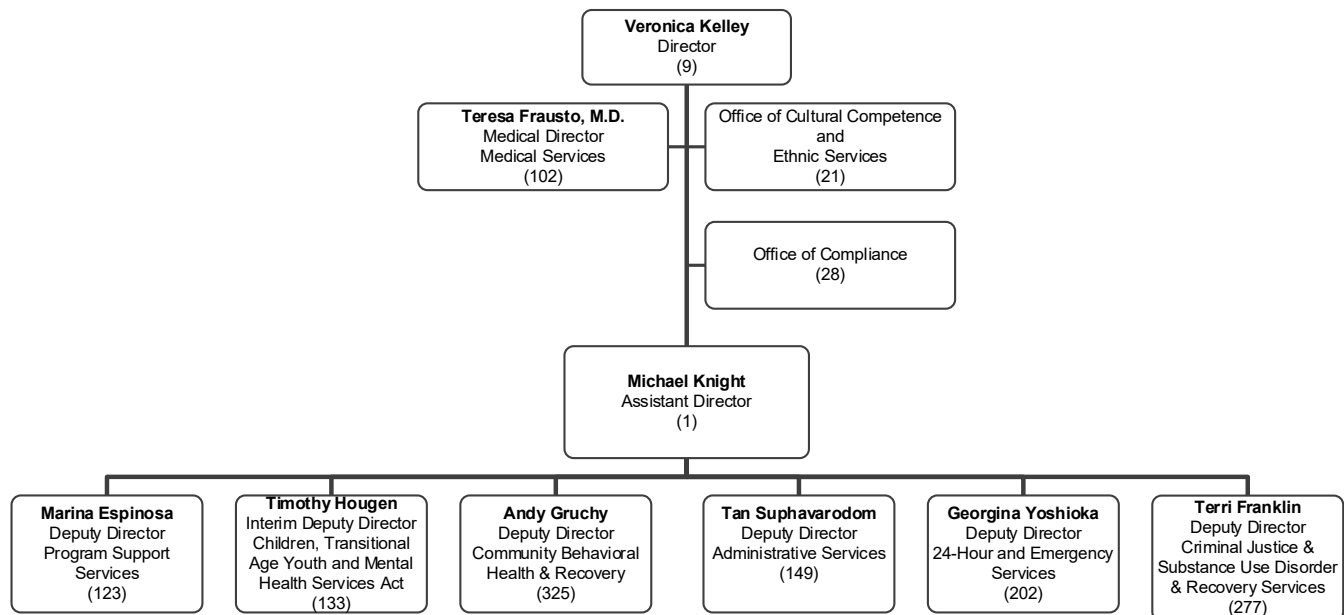 Veronica Kelley
Director
(9)
Teresa Frausto, M.D.
Medical Director
Medical Services
(102)
Office of Cultural Competence
and
Ethnic Services
(21)
Office of Compliance
(28)
Michael Knight
Assistant Director
(1)
Marina Espinosa
Deputy Director
Program Support
Services
(123)
Timothy Hougen
Interim Deputy Director
Children, Transitional
Age Youth and Mental
Health Services Act
(133)
Andy Gruchy
Deputy Director
Community Behavioral
Health & Recovery
(325)
Tan Suphavarodom
Deputy Director
Administrative Services
(149)
Georgina Yoshioka
Deputy Director
24-Hour and Emergency
Services
(202)
Terri Franklin
Deputy Director
Criminal Justice &
Substance Use Disorder
& Recovery Services
(277)